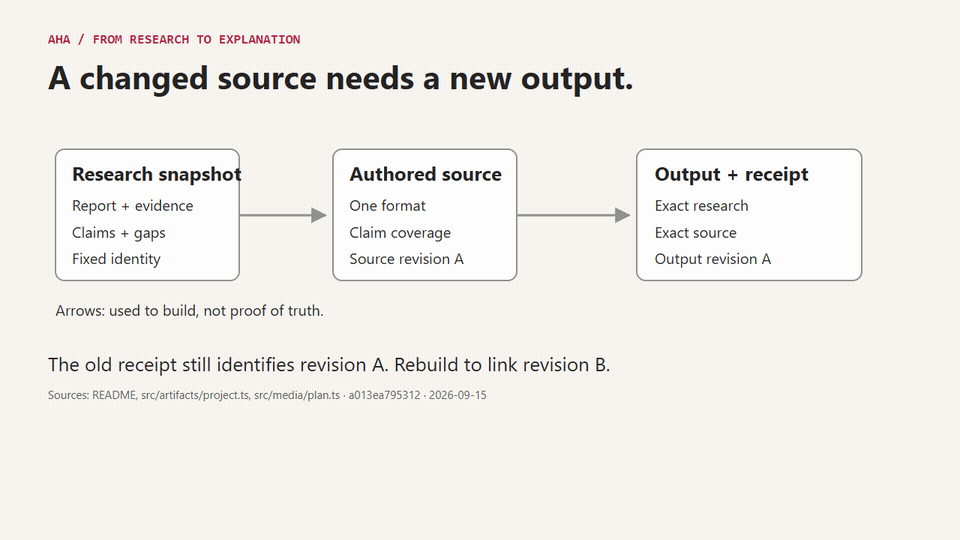 AHA / FROM RESEARCH TO EXPLANATION
A changed source needs a new output.
Research snapshot
Report + evidence
Claims + gaps
Fixed identity
Authored source
One format
Claim coverage
Source revision A
Output + receipt
Exact research
Exact source
Output revision A
Arrows: used to build, not proof of truth.
The old receipt still identifies revision A. Rebuild to link revision B.
Sources: README, src/artifacts/project.ts, src/media/plan.ts · a013ea795312 · 2026-09-15